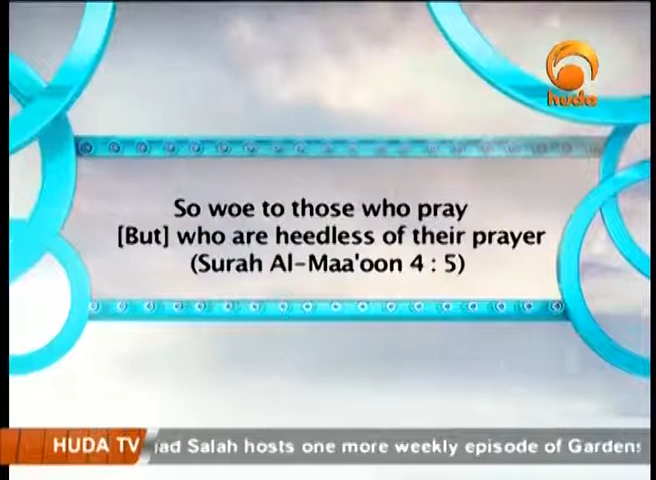 huda
So woe to those who pray
[But] who are heedless of their prayer
(Surah Al-Maa'oon 4 : 5)
HUDA TV
Salah hosts one more weekly episode of Gardens